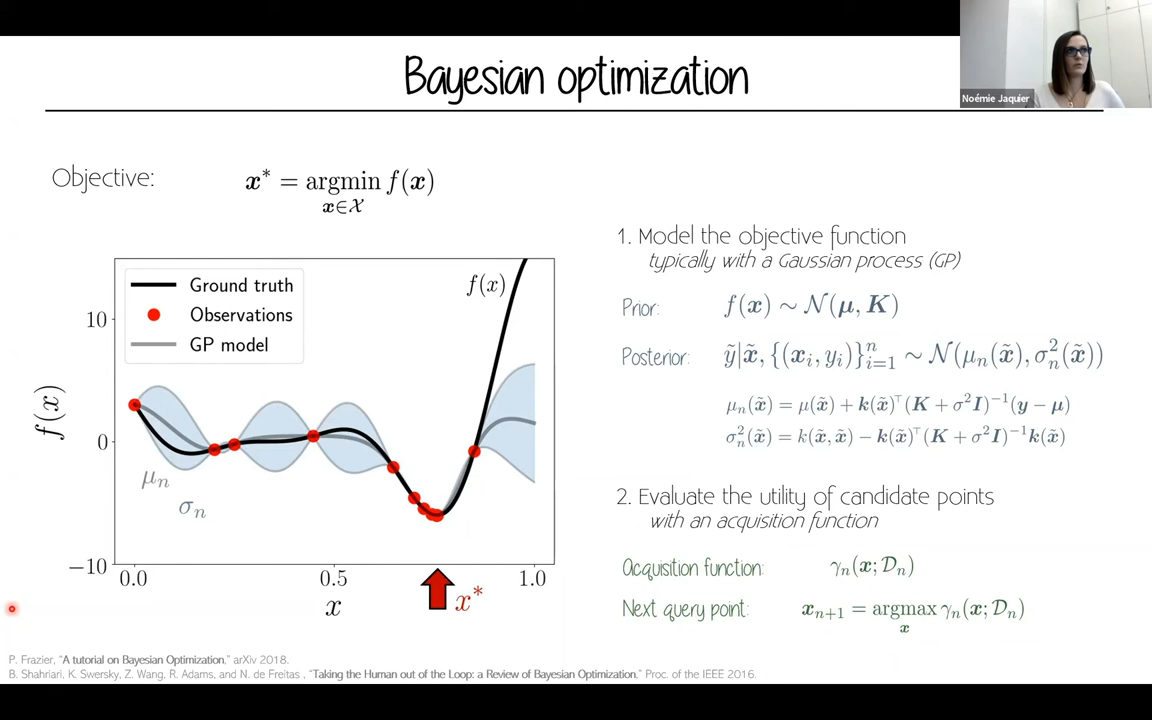 Bayesian optimization
Noémie Jaquier
Objective:
x* = argmin f(x)
x∈𝒳
1. Model the objective function
typically with a Gaussian process (GP)
Prior: f(x) ∼ 𝒩(μ, K)
Posterior: ỹ|x̃, {(xᵢ, yᵢ)}ⁿᵢ₌₁ ∼ 𝒩(μₙ(x̃), σₙ²(x̃))
μₙ(x̃) = μ(x̃) + k(x̃)ᵀ(K + σ²I)⁻¹(y − μ)
σₙ²(x̃) = k(x̃, x̃) − k(x̃)ᵀ(K + σ²I)⁻¹k(x̃)
2. Evaluate the utility of candidate points
with an acquisition function
Acquisition function: γₙ(x; 𝒟ₙ)
Next query point: xₙ₊₁ = argmax γₙ(x; 𝒟ₙ)
x
Ground truth
Observations
GP model
f(x)
10
0
−10
f(x)
μₙ
σₙ
0.0 0.5 1.0
x
x*
P. Frazier, "A tutorial on Bayesian Optimization," arXiv 2018.
B. Shahriari, K. Swersky, Z. Wang, R. Adams, and N. de Freitas , "Taking the Human out of the Loop: a Review of Bayesian Optimization," Proc. of the IEEE 2016.